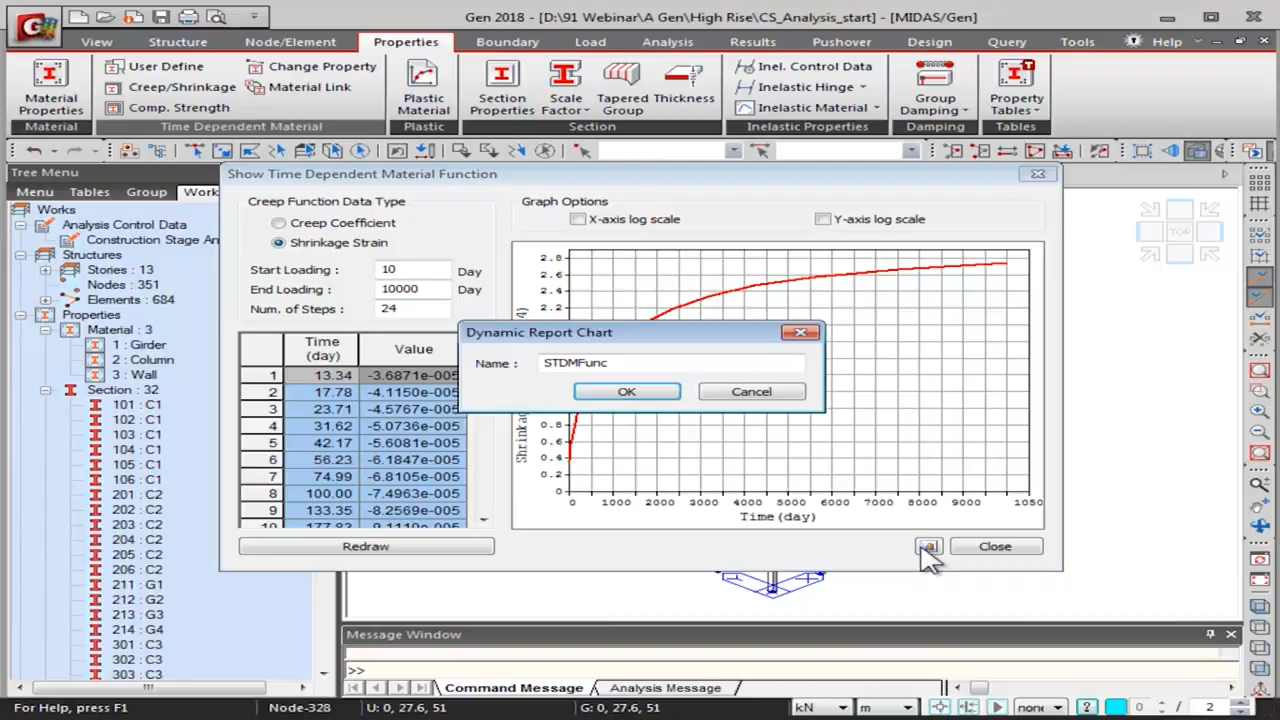 Gen 2018 - [D:\91 Webinar\A Gen\High Rise\CS_Analysis_start] - [MIDAS/Gen]
View Structure Node/Element Properties Boundary Load Analysis Results Pushover Design Query Tools Help
Material Properties
User Define
Creep/Shrinkage
Comp. Strength
Change Property
Material Link
Plastic Material
Section Properties
Scale Factor
Tapered Group
Thickness
Inel. Control Data
Inelastic Hinge
Inelastic Material
Group Damping
Property Tables
Material Time Dependent Material Plastic Section Inelastic Properties Damping Tables
Tree Menu
Menu Tables Group Work
Works
Analysis Control Data
Construction Stage An
Structures
Stories : 13
Nodes : 351
Elements : 684
Properties
Material : 3
1 : Girder
2 : Column
3 : Wall
Section : 32
101 : C1
102 : C1
103 : C1
104 : C1
105 : C1
106 : C1
201 : C2
202 : C2
203 : C2
204 : C2
205 : C2
206 : C2
211 : G1
212 : G2
213 : G3
214 : G4
301 : C3
302 : C3
303 : C3
Show Time Dependent Material Function
Creep Function Data Type
Creep Coefficient
Shrinkage Strain
Start Loading : 10 Day
End Loading : 10000 Day
Num. of Steps : 24
Time (day) Value
1 13.34 -3.6871e-005
2 17.78 -4.1150e-005
3 23.71 -4.5767e-005
4 31.62 -5.0736e-005
5 42.17 -5.6081e-005
6 56.23 -6.1847e-005
7 74.99 -6.8105e-005
8 100.00 -7.4963e-005
9 133.35 -8.2569e-005
10 177.83 -9.1119e-005
Redraw
Graph Options
X-axis log scale
Y-axis log scale
2.8
2.6
2.4
2.2
0.8
0.6
0.4
0.2
0
0 1000 2000 3000 4000 5000 6000 7000 8000 9000 1050
Time(day)
Close
Dynamic Report Chart
Name : STDMFunc
OK Cancel
TOP
Message Window
>>
Command Message Analysis Message
For Help, press F1 Node-328 U: 0, 27.6, 51 G: 0, 27.6, 51 kN m none 0 / 2